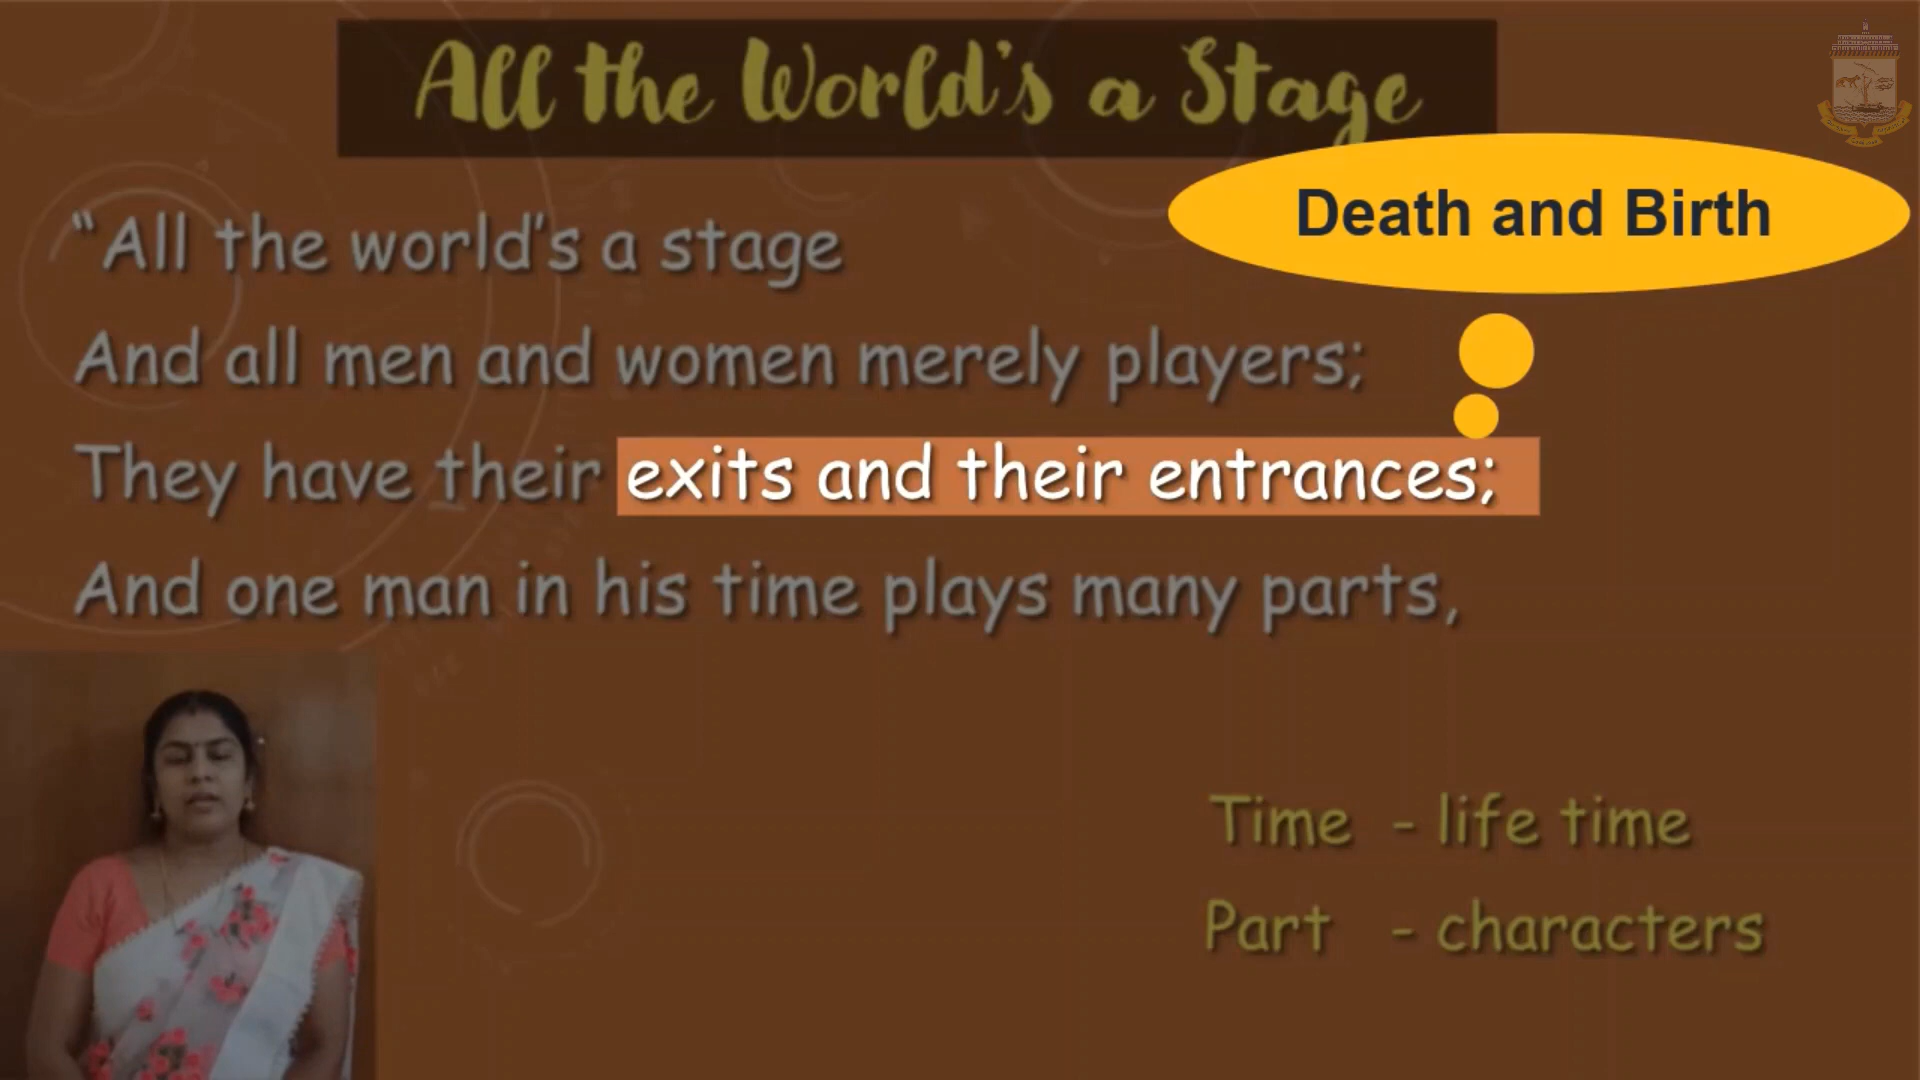 All the World's a Stage
Death and Birth
“All the world’s a stage
And all men and women merely players;
They have their exits and their entrances;
And one man in his time plays many parts,
Time - life time
Part - characters